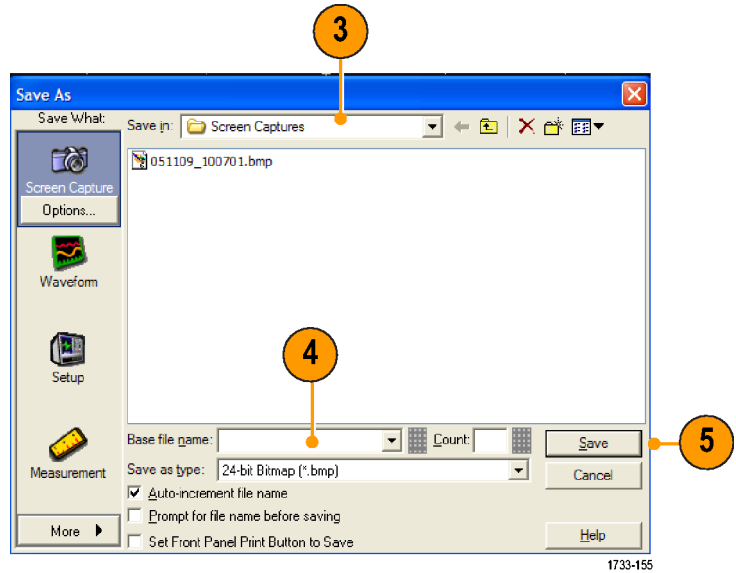 3
Save As
Save What:
Save in: Screen Captures
051109_100701.bmp
Screen Capture
Options...
Waveform
Setup
4
Base file name: Count: Save
5
Measurement
Save as type: 24-bit Bitmap (*.bmp) Cancel
Auto-increment file name
Prompt for file name before saving
More Help
Set Front Panel Print Button to Save
1733-155